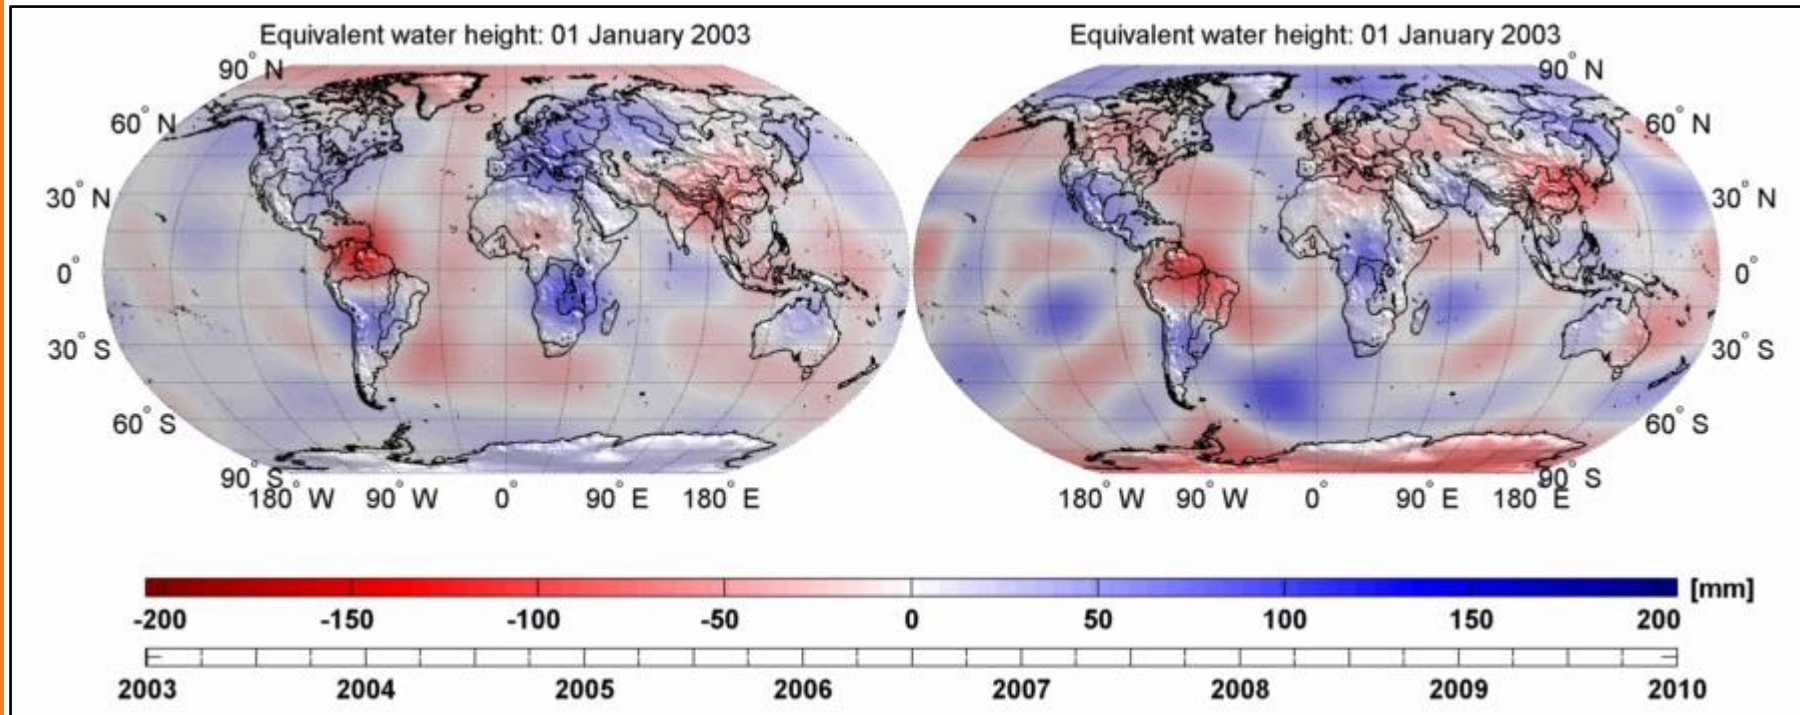 Equivalent water height: 01 January 2003
Equivalent water height: 01 January 2003
90° N
90° N
60° N
60° N
30° N
30° N
0°
0°
30° S
30° S
60° S
60° S
90° S
90° S
180° W 90° W 0° 90° E 180° E
180° W 90° W 0° 90° E 180° E
-200 -150 -100 -50 0 50 100 150 200 [mm]
2003 2004 2005 2006 2007 2008 2009 2010